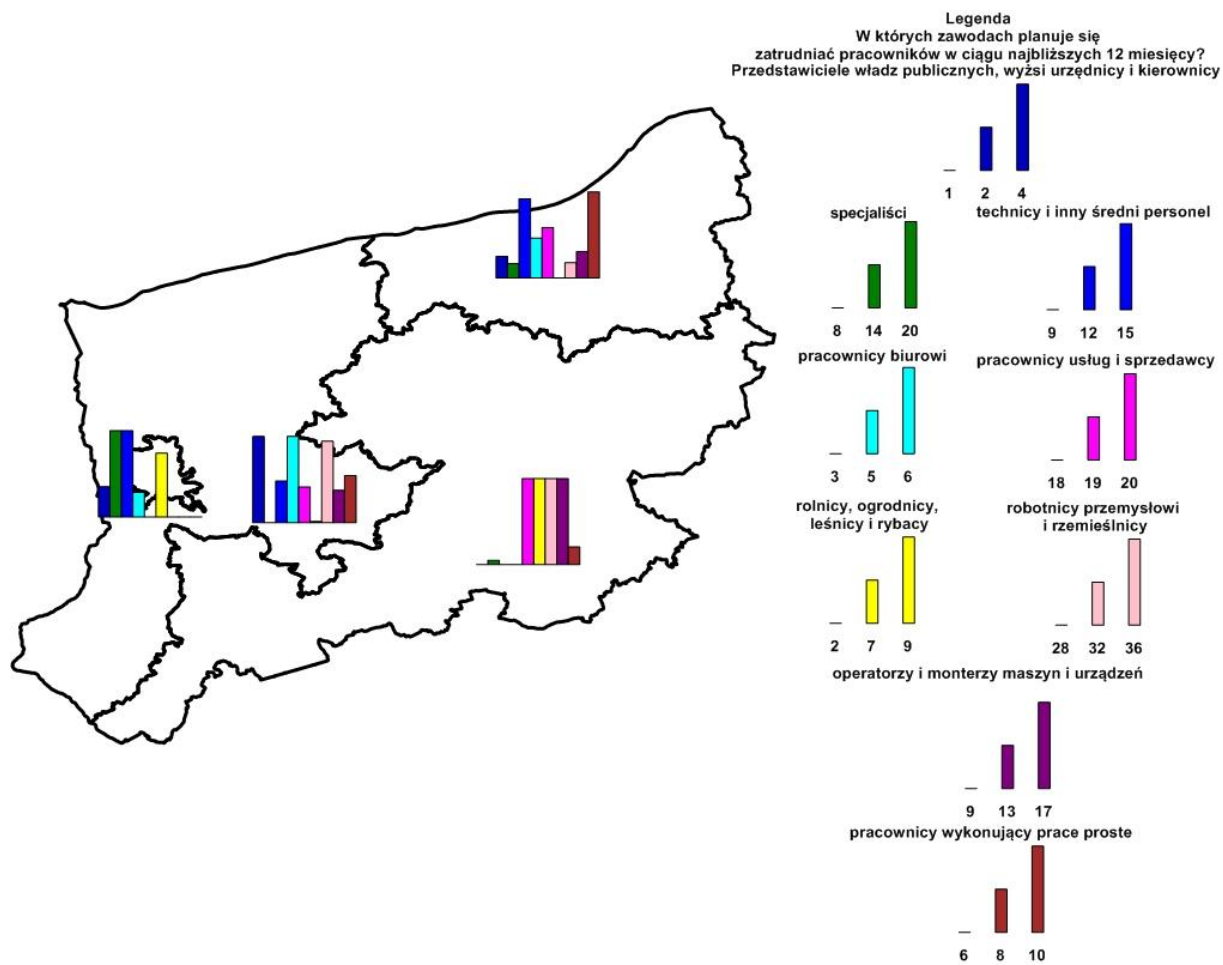 Legenda
W których zawodach planuje się
zatrudniać pracowników w ciągu najbliższych 12 miesięcy?
Przedstawiciele władz publicznych, wyżsi urzędnicy i kierownicy
1 2 4
specjaliści
8 14 20
technicy i inny średni personel
9 12 15
pracownicy biurowi
3 5 6
pracownicy usług i sprzedawcy
18 19 20
rolnicy, ogrodnicy,
leśnicy i rybacy
2 7 9
robotnicy przemysłowi
i rzemieślnicy
28 32 36
operatorzy i monterzy maszyn i urządzeń
9 13 17
pracownicy wykonujący prace proste
6 8 10